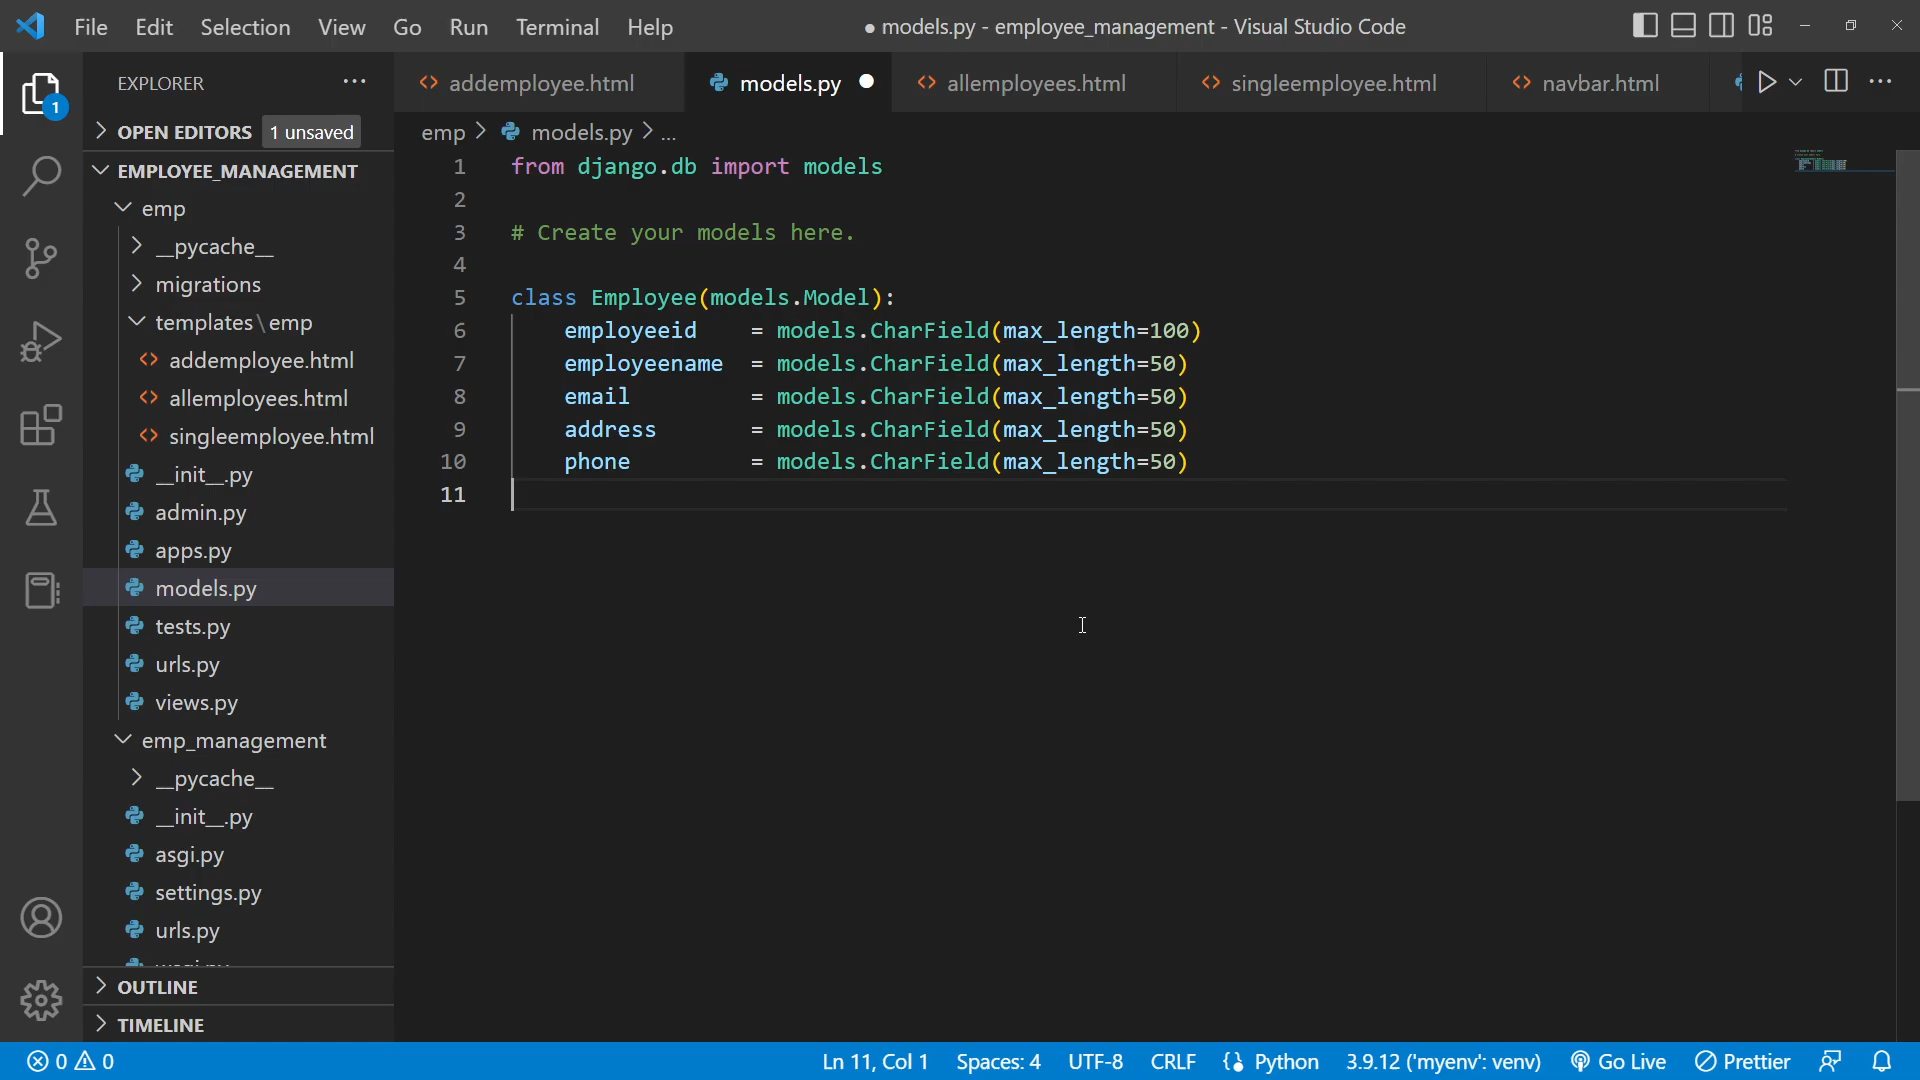 File Edit Selection View Go Run Terminal Help ● models.py - employee_management - Visual Studio Code
EXPLORER ···
addemployee.html models.py ● allemployees.html singleemployee.html navbar.html ···
1
OPEN EDITORS 1 unsaved
EMPLOYEE_MANAGEMENT
emp
__pycache__
migrations
templates\emp
addemployee.html
allemployees.html
singleemployee.html
__init__.py
admin.py
apps.py
models.py
tests.py
urls.py
views.py
emp_management
__pycache__
__init__.py
asgi.py
settings.py
urls.py
OUTLINE
TIMELINE
emp > models.py > ...
1 from django.db import models
2
3 # Create your models here.
4
5 class Employee(models.Model):
6     employeeid    = models.CharField(max_length=100)
7     employeename  = models.CharField(max_length=50)
8     email         = models.CharField(max_length=50)
9     address       = models.CharField(max_length=50)
10     phone         = models.CharField(max_length=50)
11
0 0 Ln 11, Col 1 Spaces: 4 UTF-8 CRLF Python 3.9.12 ('myenv': venv) Go Live Prettier